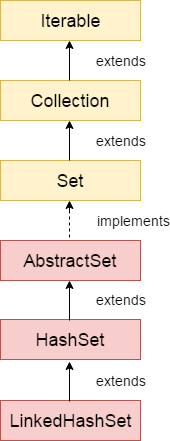 Iterable
extends
Collection
extends
Set
implements
AbstractSet
extends
HashSet
extends
LinkedHashSet